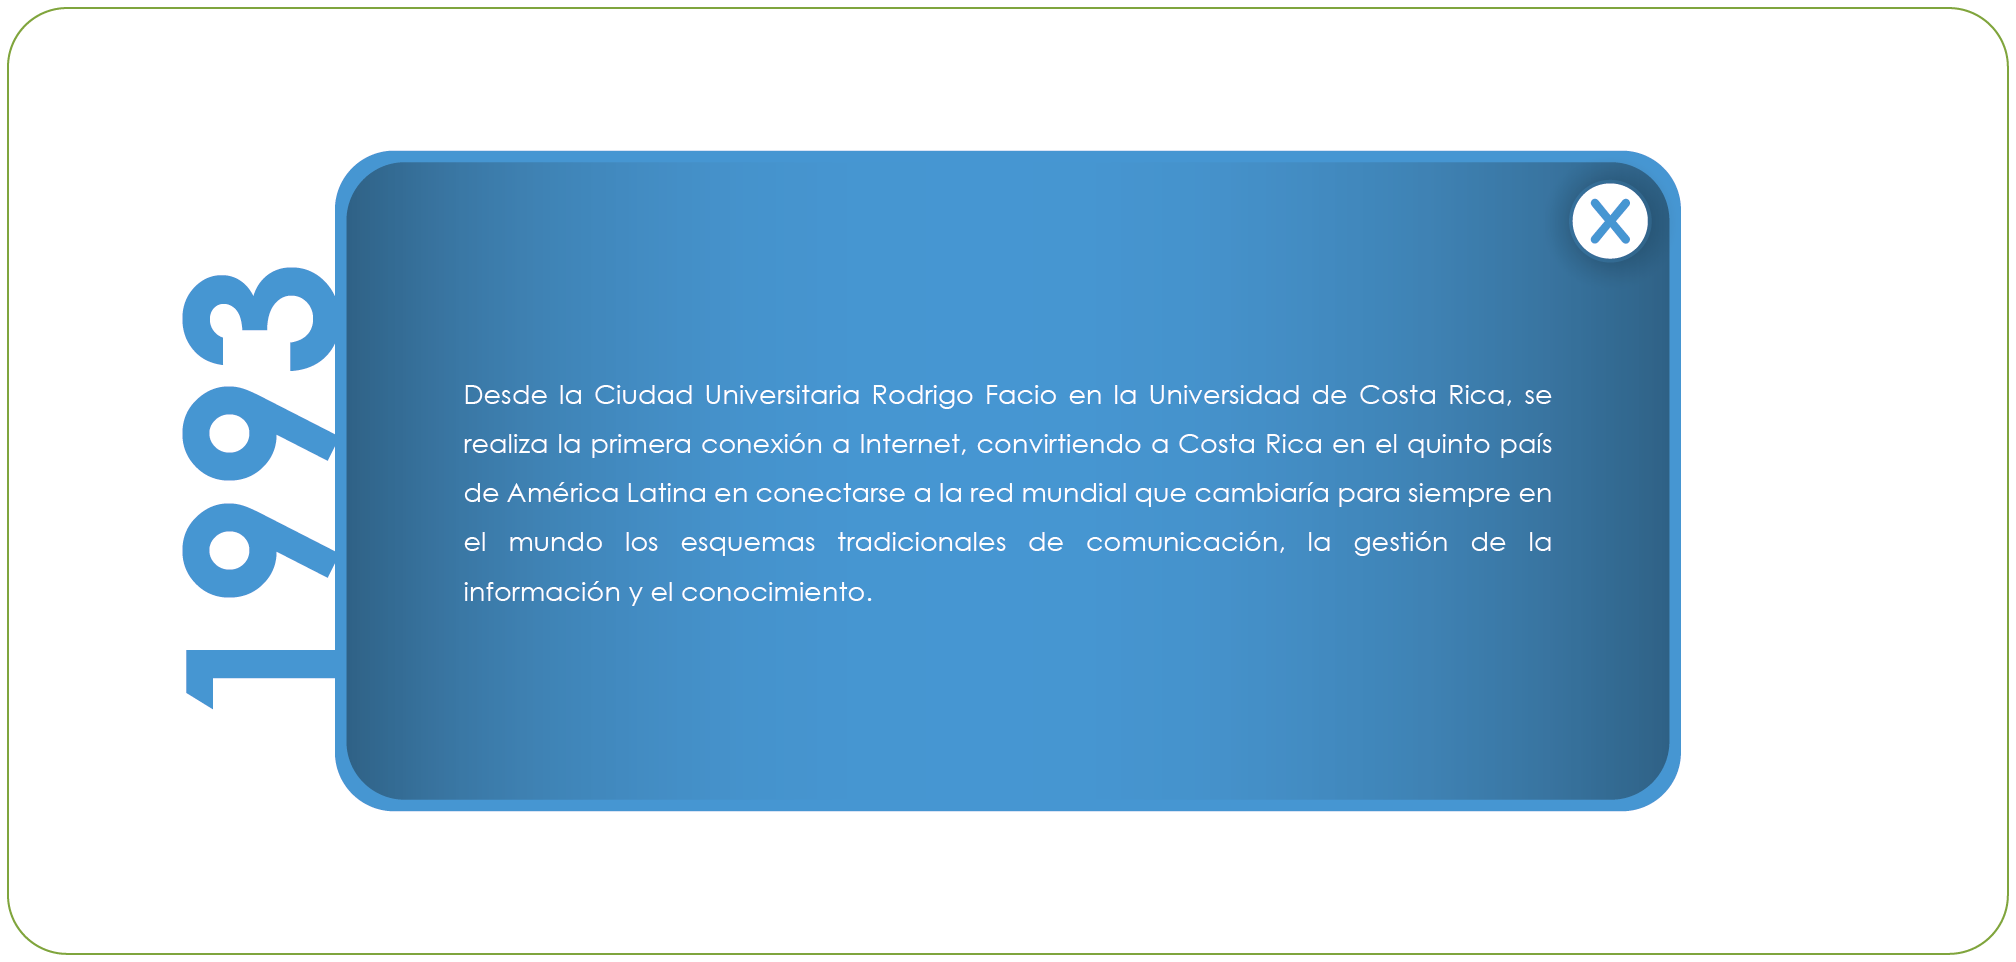 1993
X
Desde la Ciudad Universitaria Rodrigo Facio en la Universidad de Costa Rica, se
realiza la primera conexión a Internet, convirtiendo a Costa Rica en el quinto país
de América Latina en conectarse a la red mundial que cambiaría para siempre en
el mundo los esquemas tradicionales de comunicación, la gestión de la
información y el conocimiento.